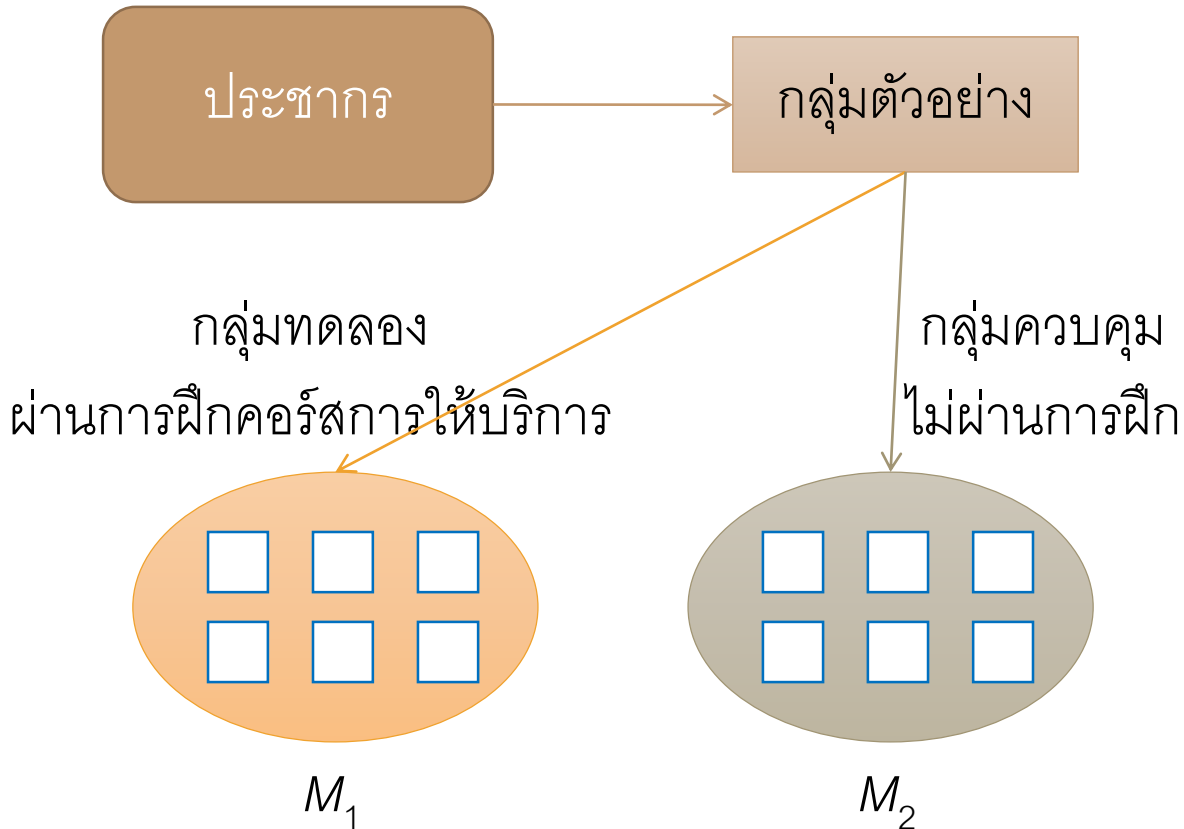 ประชากร
กลุ่มตัวอย่าง
กลุ่มทดลอง
ผ่านการฝึกคอร์สการให้บริการ
กลุ่มควบคุม
ไม่ผ่านการฝึก
M₁
M₂